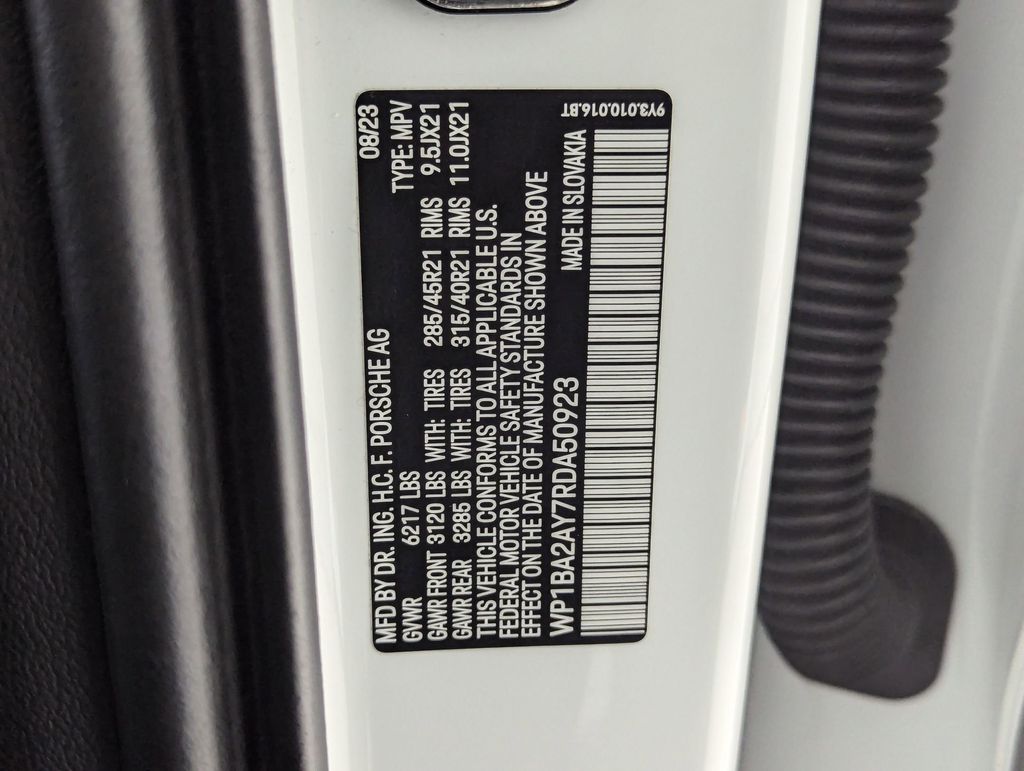 MFD BY DR. ING. H.C. F. PORSCHE AG 08/23
GVWR 6217 LBS TYPE: MPV
GAWR FRONT 3120 LBS WITH: TIRES 285/45R21 RIMS 9.5JX21
GAWR REAR 3285 LBS WITH: TIRES 315/40R21 RIMS 11.0JX21
THIS VEHICLE CONFORMS TO ALL APPLICABLE U.S.
FEDERAL MOTOR VEHICLE SAFETY STANDARDS IN
EFFECT ON THE DATE OF MANUFACTURE SHOWN ABOVE
WP1BA2AY7RDA50923 MADE IN SLOVAKIA
9Y3.010.016.BT